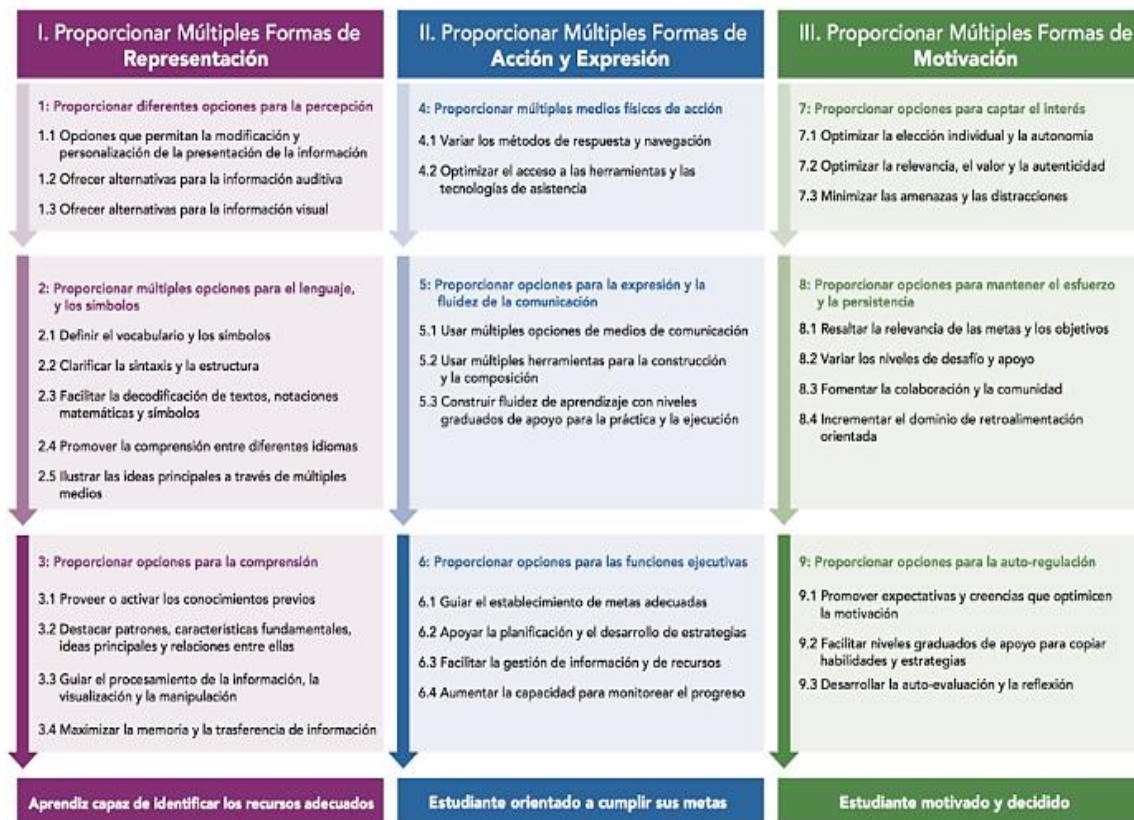 I. Proporcionar Múltiples Formas de
Representación
1: Proporcionar diferentes opciones para la percepción
1.1 Opciones que permitan la modificación y
personalización de la presentación de la información
1.2 Ofrecer alternativas para la información auditiva
1.3 Ofrecer alternativas para la información visual
2: Proporcionar múltiples opciones para el lenguaje,
y los símbolos
2.1 Definir el vocabulario y los símbolos
2.2 Clarificar la sintaxis y la estructura
2.3 Facilitar la decodificación de textos, notaciones
matemáticas y símbolos
2.4 Promover la comprensión entre diferentes idiomas
2.5 Ilustrar las ideas principales a través de múltiples
medios
3: Proporcionar opciones para la comprensión
3.1 Proveer o activar los conocimientos previos
3.2 Destacar patrones, características fundamentales,
ideas principales y relaciones entre ellas
3.3 Guiar el procesamiento de la información, la
visualización y la manipulación
3.4 Maximizar la memoria y la trasferencia de información
Aprendiz capaz de identificar los recursos adecuados
II. Proporcionar Múltiples Formas de
Acción y Expresión
4: Proporcionar múltiples medios físicos de acción
4.1 Variar los métodos de respuesta y navegación
4.2 Optimizar el acceso a las herramientas y las
tecnologías de asistencia
5: Proporcionar opciones para la expresión y la
fluidez de la comunicación
5.1 Usar múltiples opciones de medios de comunicación
5.2 Usar múltiples herramientas para la construcción
y la composición
5.3 Construir fluidez de aprendizaje con niveles
graduados de apoyo para la práctica y la ejecución
6: Proporcionar opciones para las funciones ejecutivas
6.1 Guiar el establecimiento de metas adecuadas
6.2 Apoyar la planificación y el desarrollo de estrategias
6.3 Facilitar la gestión de información y de recursos
6.4 Aumentar la capacidad para monitorear el progreso
Estudiante orientado a cumplir sus metas
III. Proporcionar Múltiples Formas de
Motivación
7: Proporcionar opciones para captar el interés
7.1 Optimizar la elección individual y la autonomía
7.2 Optimizar la relevancia, el valor y la autenticidad
7.3 Minimizar las amenazas y las distracciones
8: Proporcionar opciones para mantener el esfuerzo
y la persistencia
8.1 Resaltar la relevancia de las metas y los objetivos
8.2 Variar los niveles de desafío y apoyo
8.3 Fomentar la colaboración y la comunidad
8.4 Incrementar el dominio de retroalimentación
orientada
9: Proporcionar opciones para la auto-regulación
9.1 Promover expectativas y creencias que optimicen
la motivación
9.2 Facilitar niveles graduados de apoyo para copiar
habilidades y estrategias
9.3 Desarrollar la auto-evaluación y la reflexión
Estudiante motivado y decidido